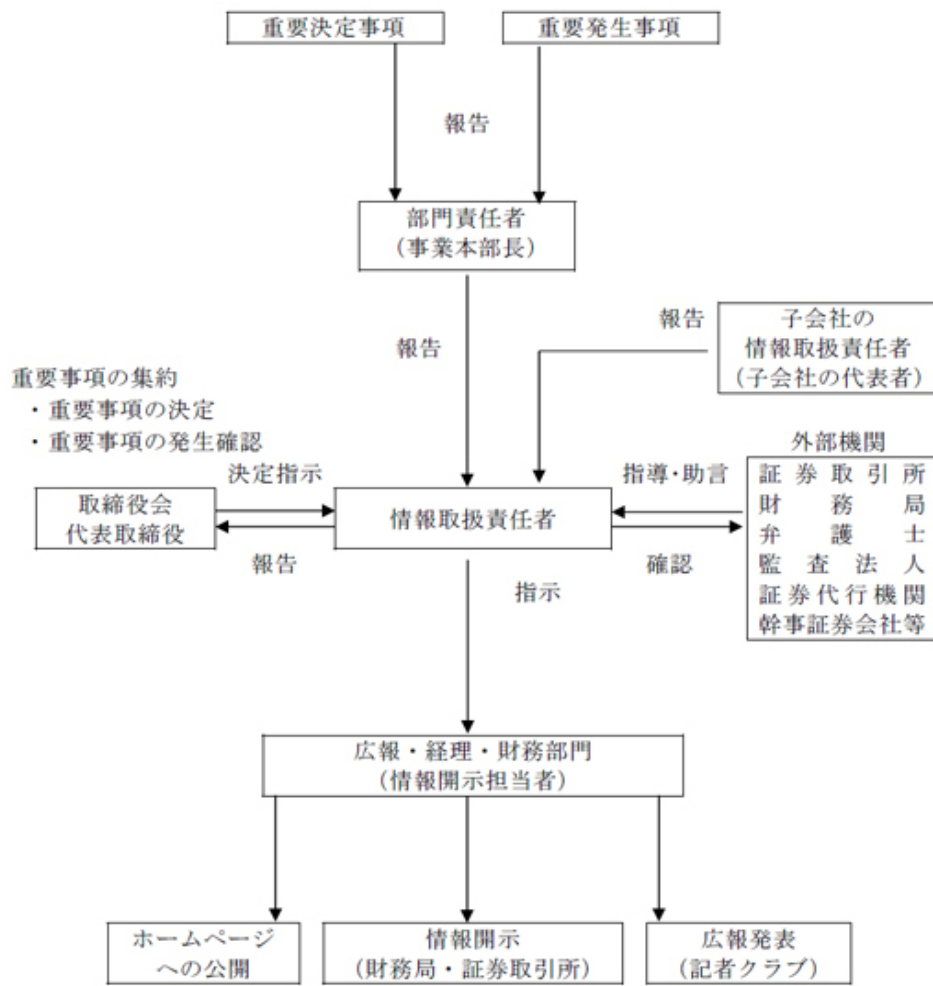 重要決定事項
重要発生事項
報告
部門責任者
(事業本部長)
報告
報告
子会社の
情報取扱責任者
(子会社の代表者)
重要事項の集約
・重要事項の決定
・重要事項の発生確認
決定指示
取締役会
代表取締役
報告
情報取扱責任者
指導・助言
確認
外部機関
証券取引所
財務局
弁護士
監査法人
証券代行機関
幹事証券会社等
指示
広報・経理・財務部門
(情報開示担当者)
ホームページ
への公開
情報開示
(財務局・証券取引所)
広報発表
(記者クラブ)